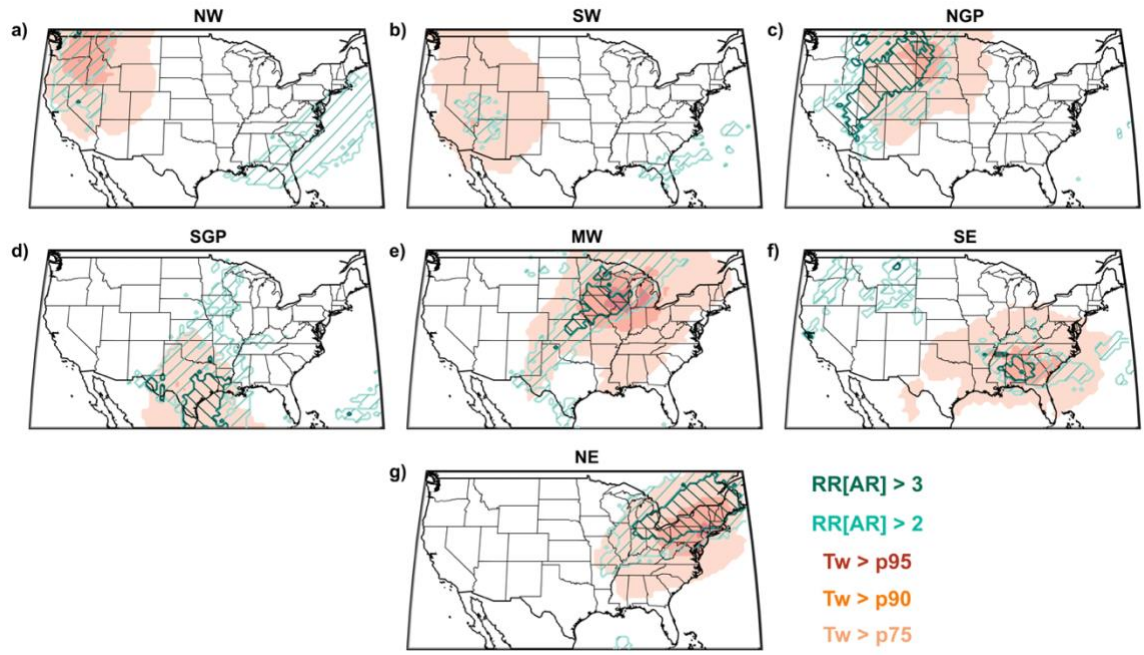 NW
a)
SW
b)
NGP
c)
SGP
d)
MW
e)
SE
f)
NE
g)
RR[AR] > 3
RR[AR] > 2
Tw > p95
Tw > p90
Tw > p75